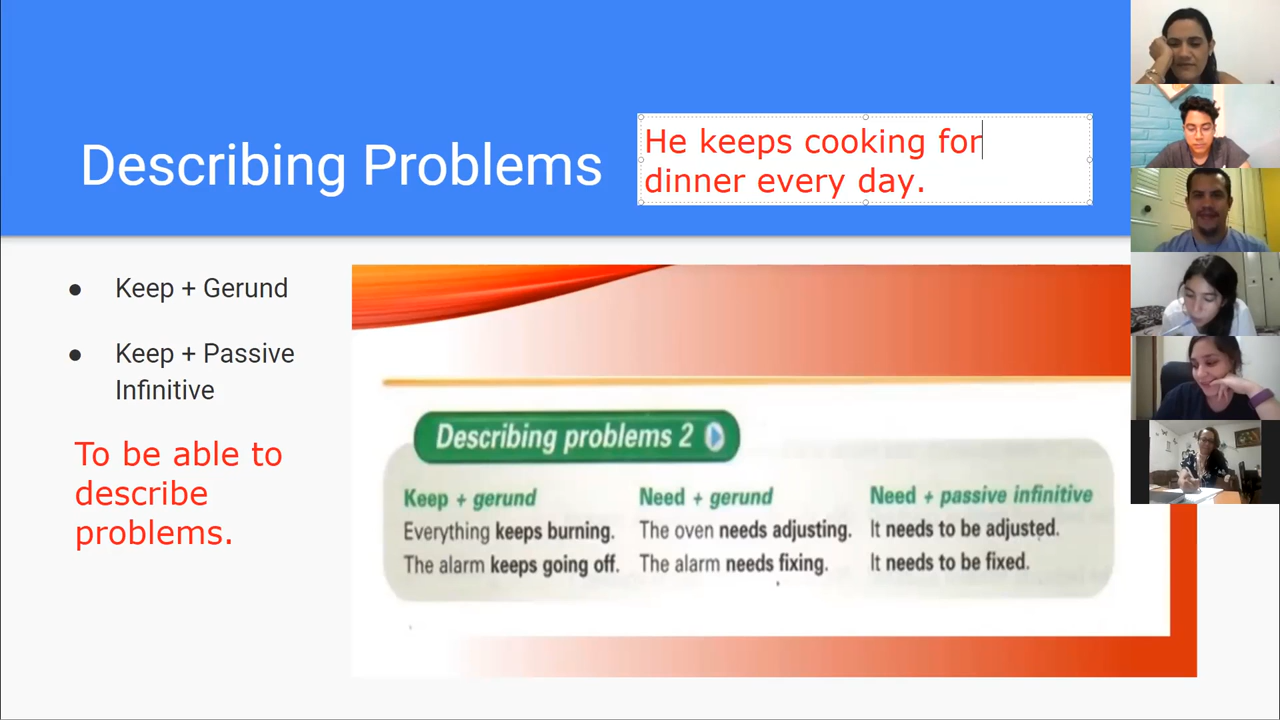 Describing Problems
He keeps cooking for
dinner every day.
Keep + Gerund
Keep + Passive
Infinitive
To be able to
describe
problems.
Describing problems 2
Keep + gerund
Everything keeps burning.
The alarm keeps going off.
Need + gerund
The oven needs adjusting.
The alarm needs fixing.
Need + passive infinitive
It needs to be adjusted.
It needs to be fixed.